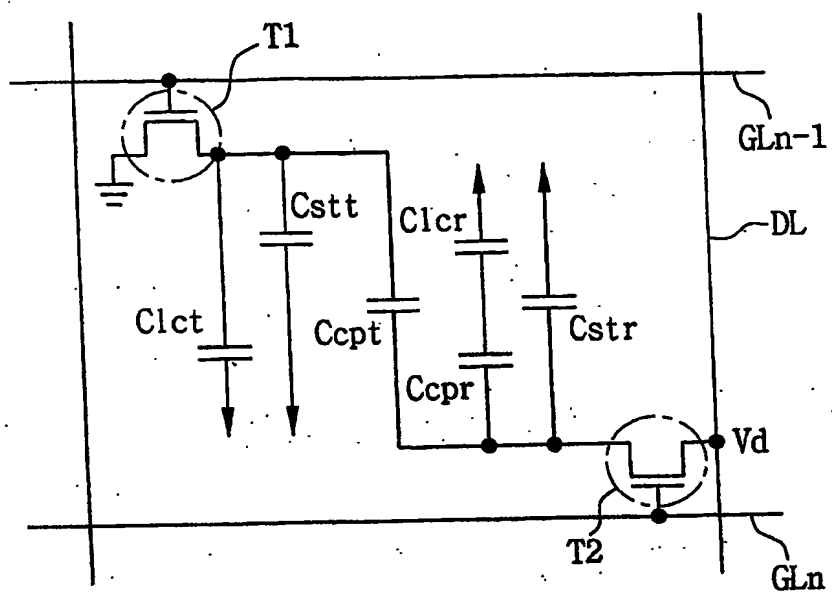 T1
GLn-1
Cstt
Clcr
DL
Clct
Ccpt
Cstr
Ccpr
Vd
T2
GLn